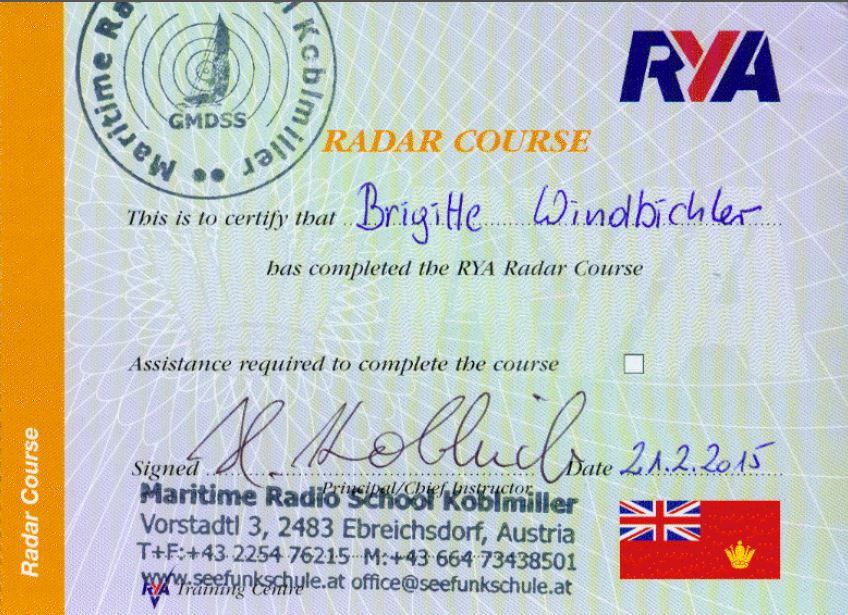 Maritime Ra Koblmiller
GMDSS
RYA
RADAR COURSE
This is to certify that Brigitte Windbichler
has completed the RYA Radar Course
Assistance required to complete the course
Signed H. Koblmiller Date 21.2.2015
Principal/Chief Instructor
Maritime Radio School Koblmiller
Vorstadtl 3, 2483 Ebreichsdorf, Austria
T+F:+43 2254 76215 M:+43 664 73438501
www.seefunkschule.at office@seefunkschule.at
RYA Training Centre
Radar Course